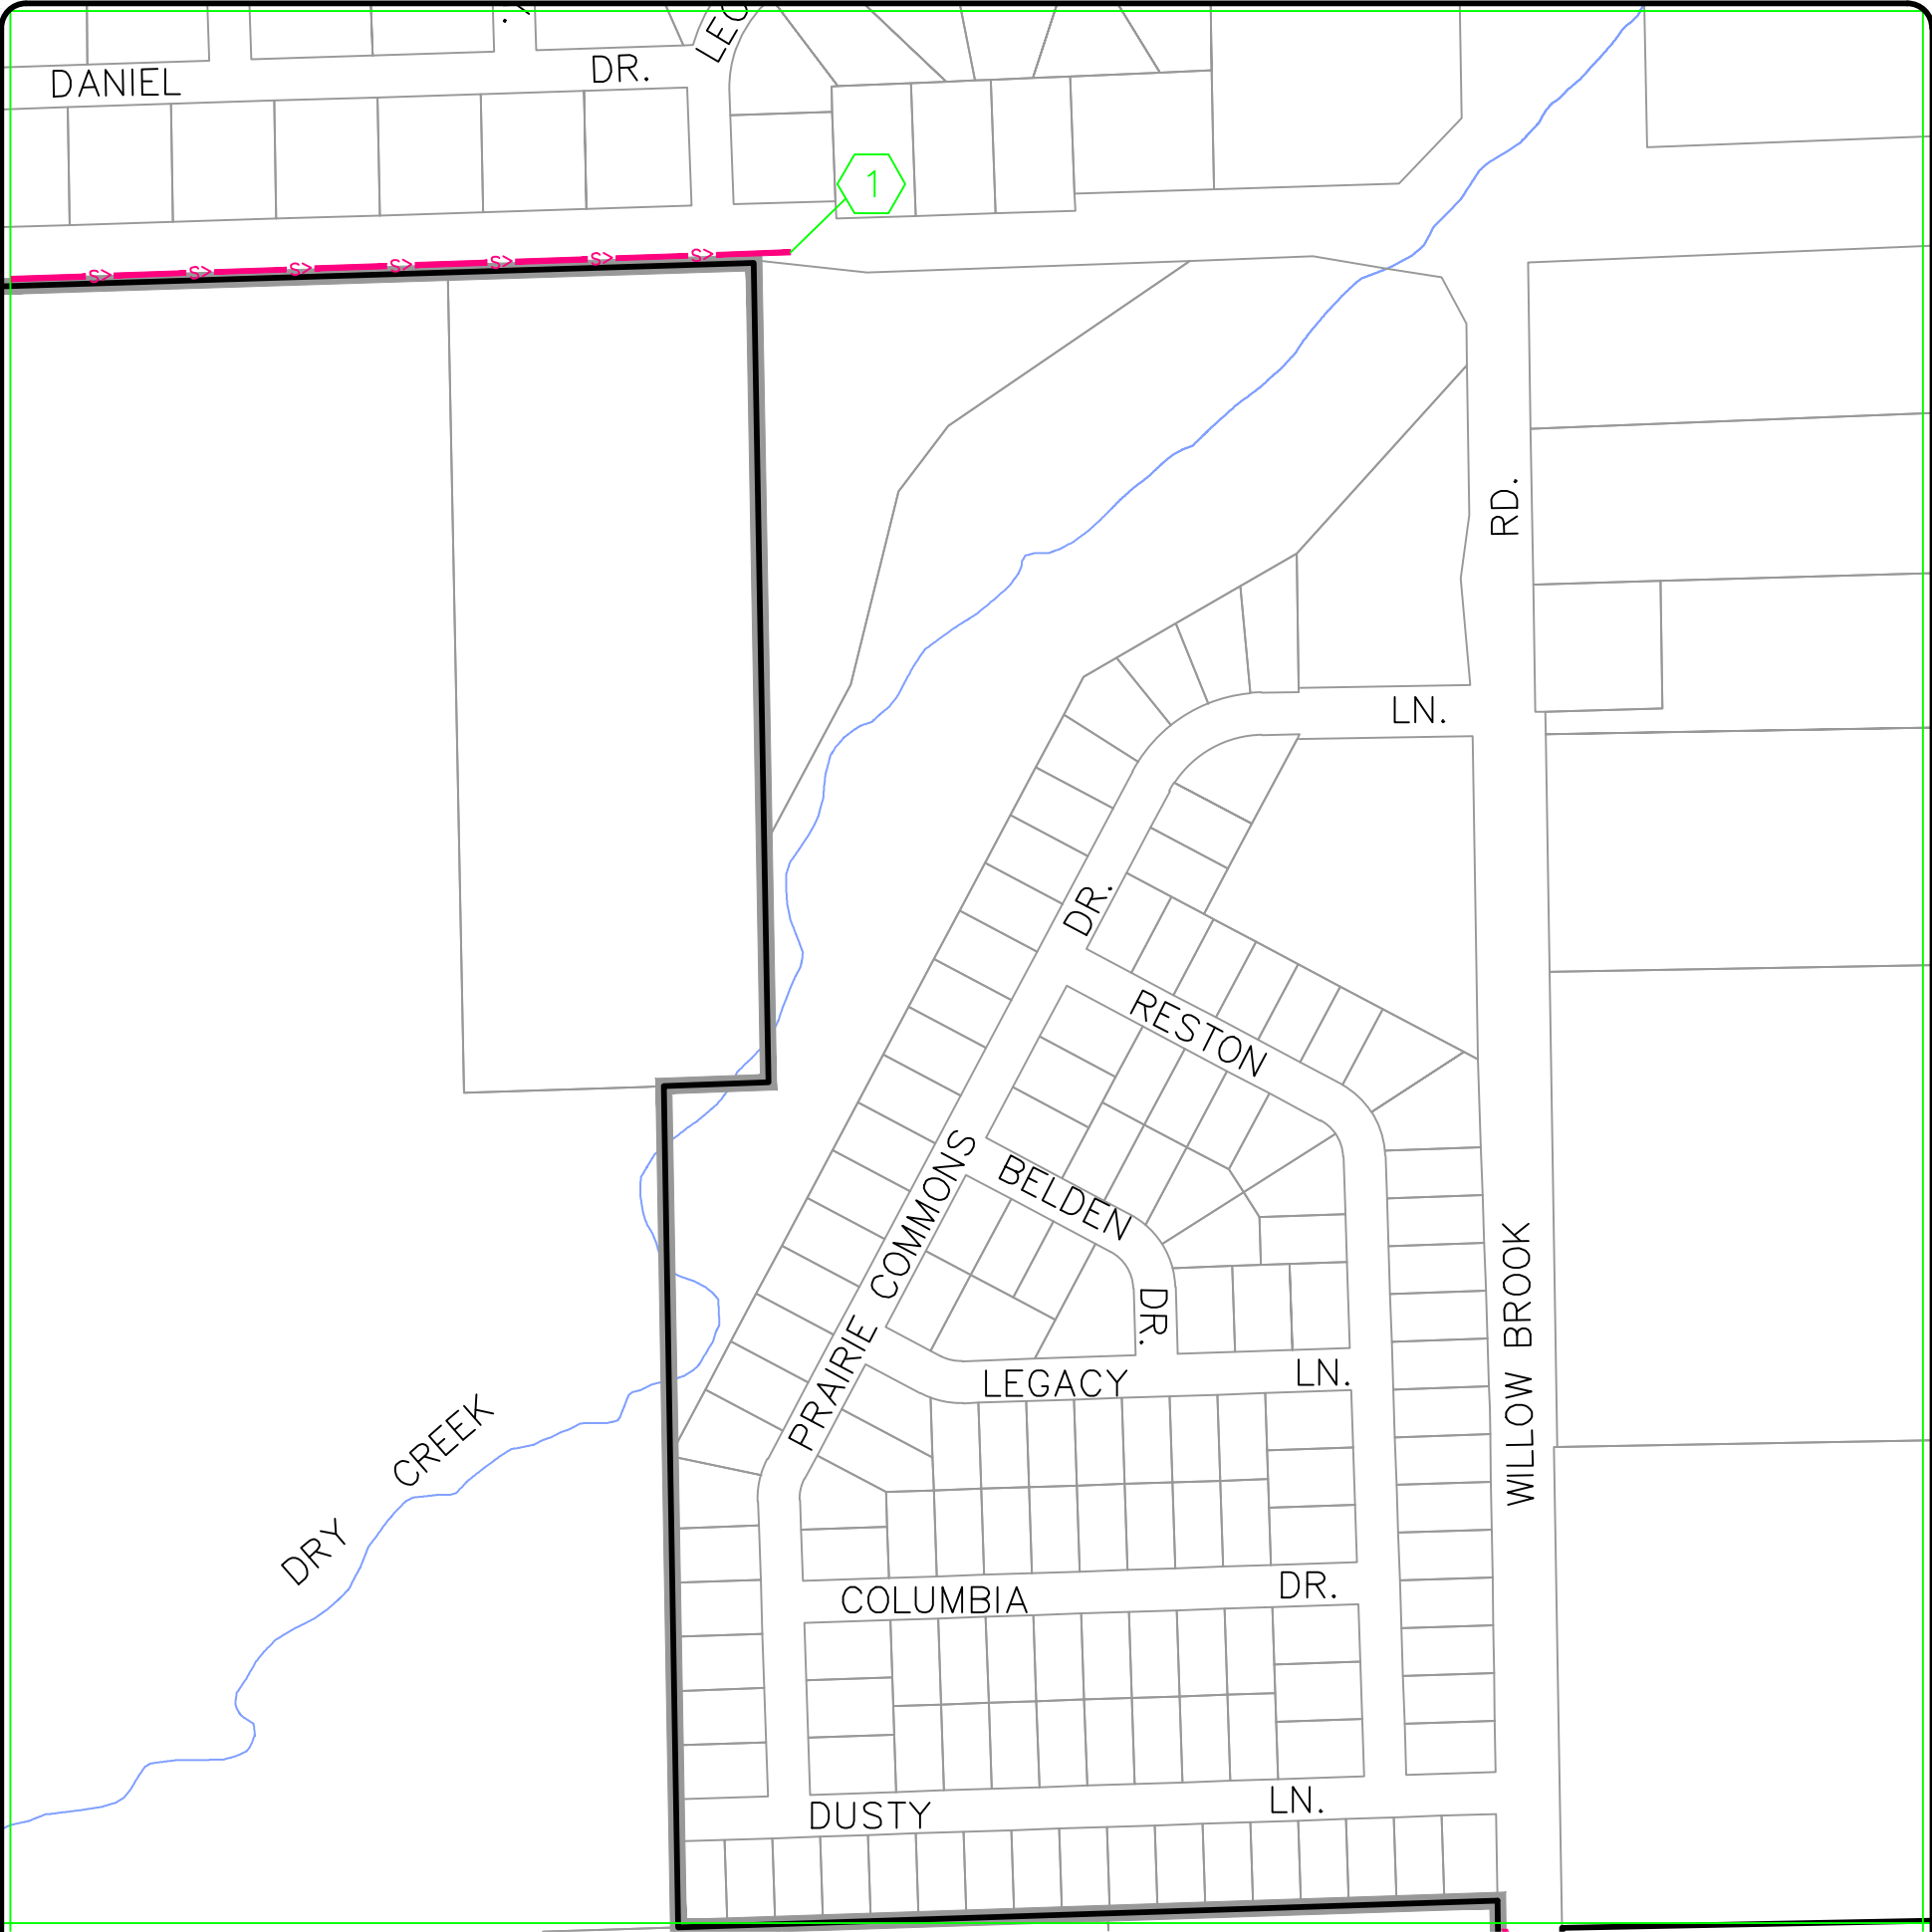 LEG
DANIEL DR.
1
S> S> S> S> S> S> S>
RD.
LN.
DR.
RESTON
BELDEN
DR.
PRAIRIE COMMONS
WILLOW BROOK
LEGACY LN.
DRY CREEK
COLUMBIA DR.
DUSTY LN.